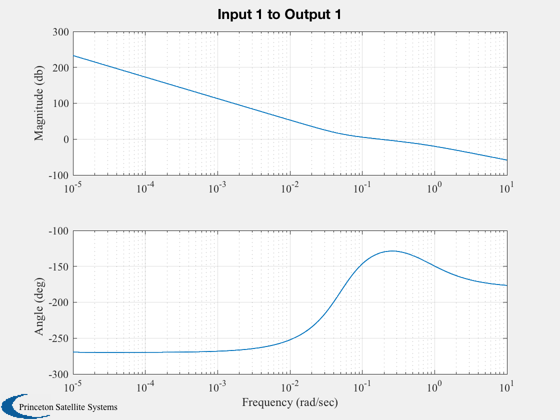 Input 1 to Output 1
300
200
100
0
-100
Magnitude (db)
10^-5 10^-4 10^-3 10^-2 10^-1 10^0 10^1
-100
-150
-200
-250
-300
Angle (deg)
10^-5 10^-4 10^-3 10^-2 10^-1 10^0 10^1
Frequency (rad/sec)
Princeton Satellite Systems